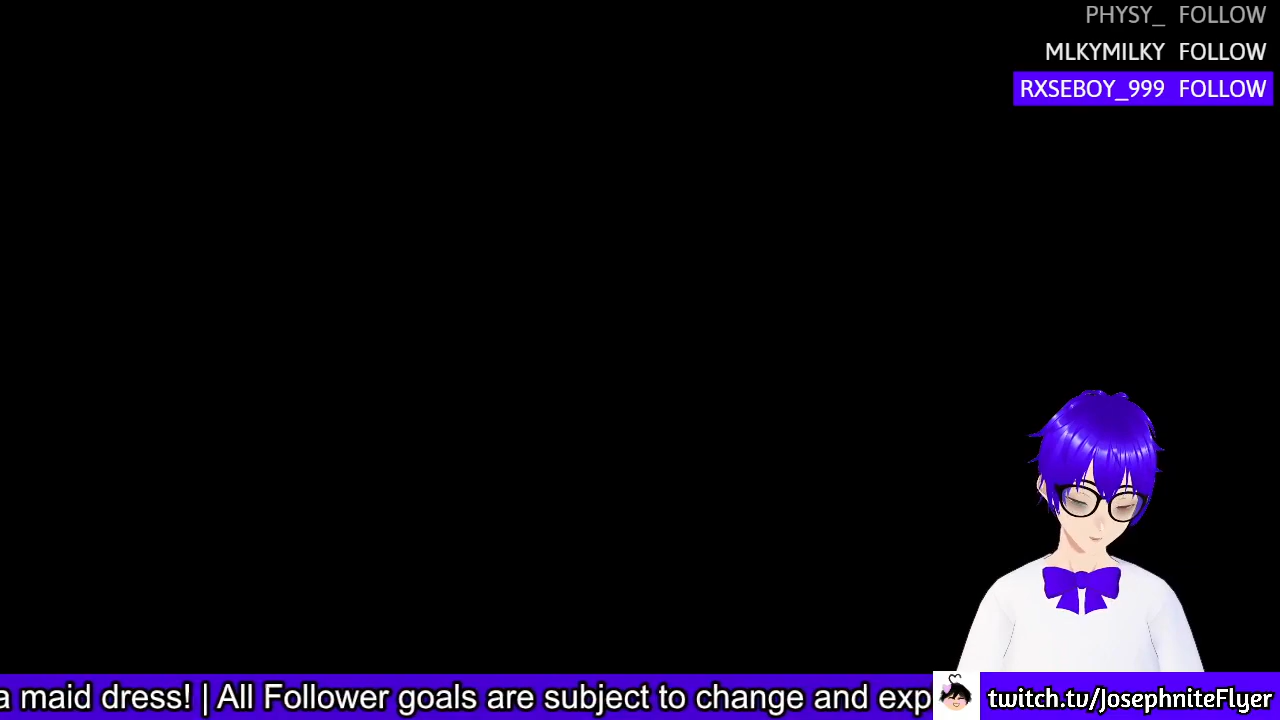 PHYSY_ FOLLOW
MLKYMILKY FOLLOW
RXSEBOY_999 FOLLOW
a maid dress! | All Follower goals are subject to change and exp
twitch.tv/JosephniteFlyer